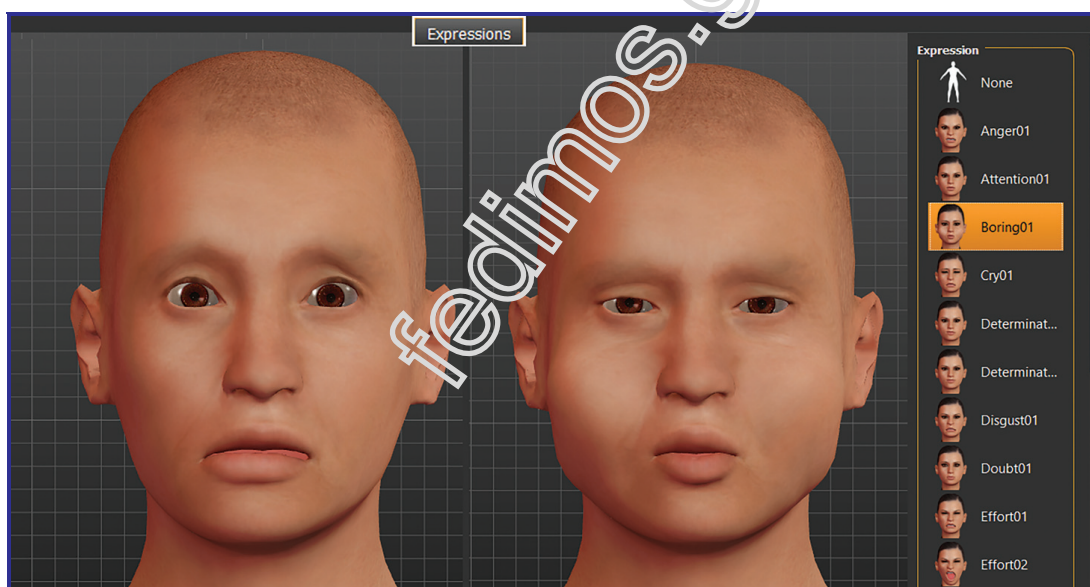 Expressions
fedimos.g
Expression
None
Anger01
Attention01
Boring01
Cry01
Determinat...
Determinat...
Disgust01
Doubt01
Effort01
Effort02